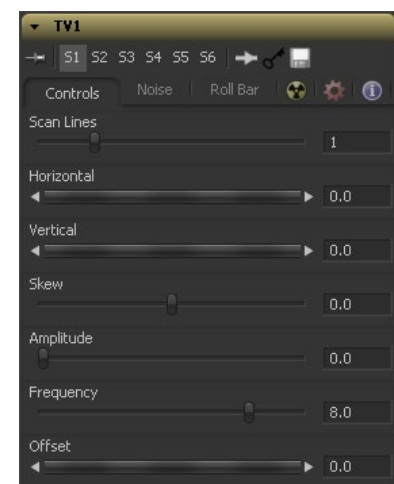 TV1
S1 S2 S3 S4 S5 S6
Controls Noise Roll Bar
Scan Lines
1
Horizontal
0.0
Vertical
0.0
Skew
0.0
Amplitude
0.0
Frequency
8.0
Offset
0.0